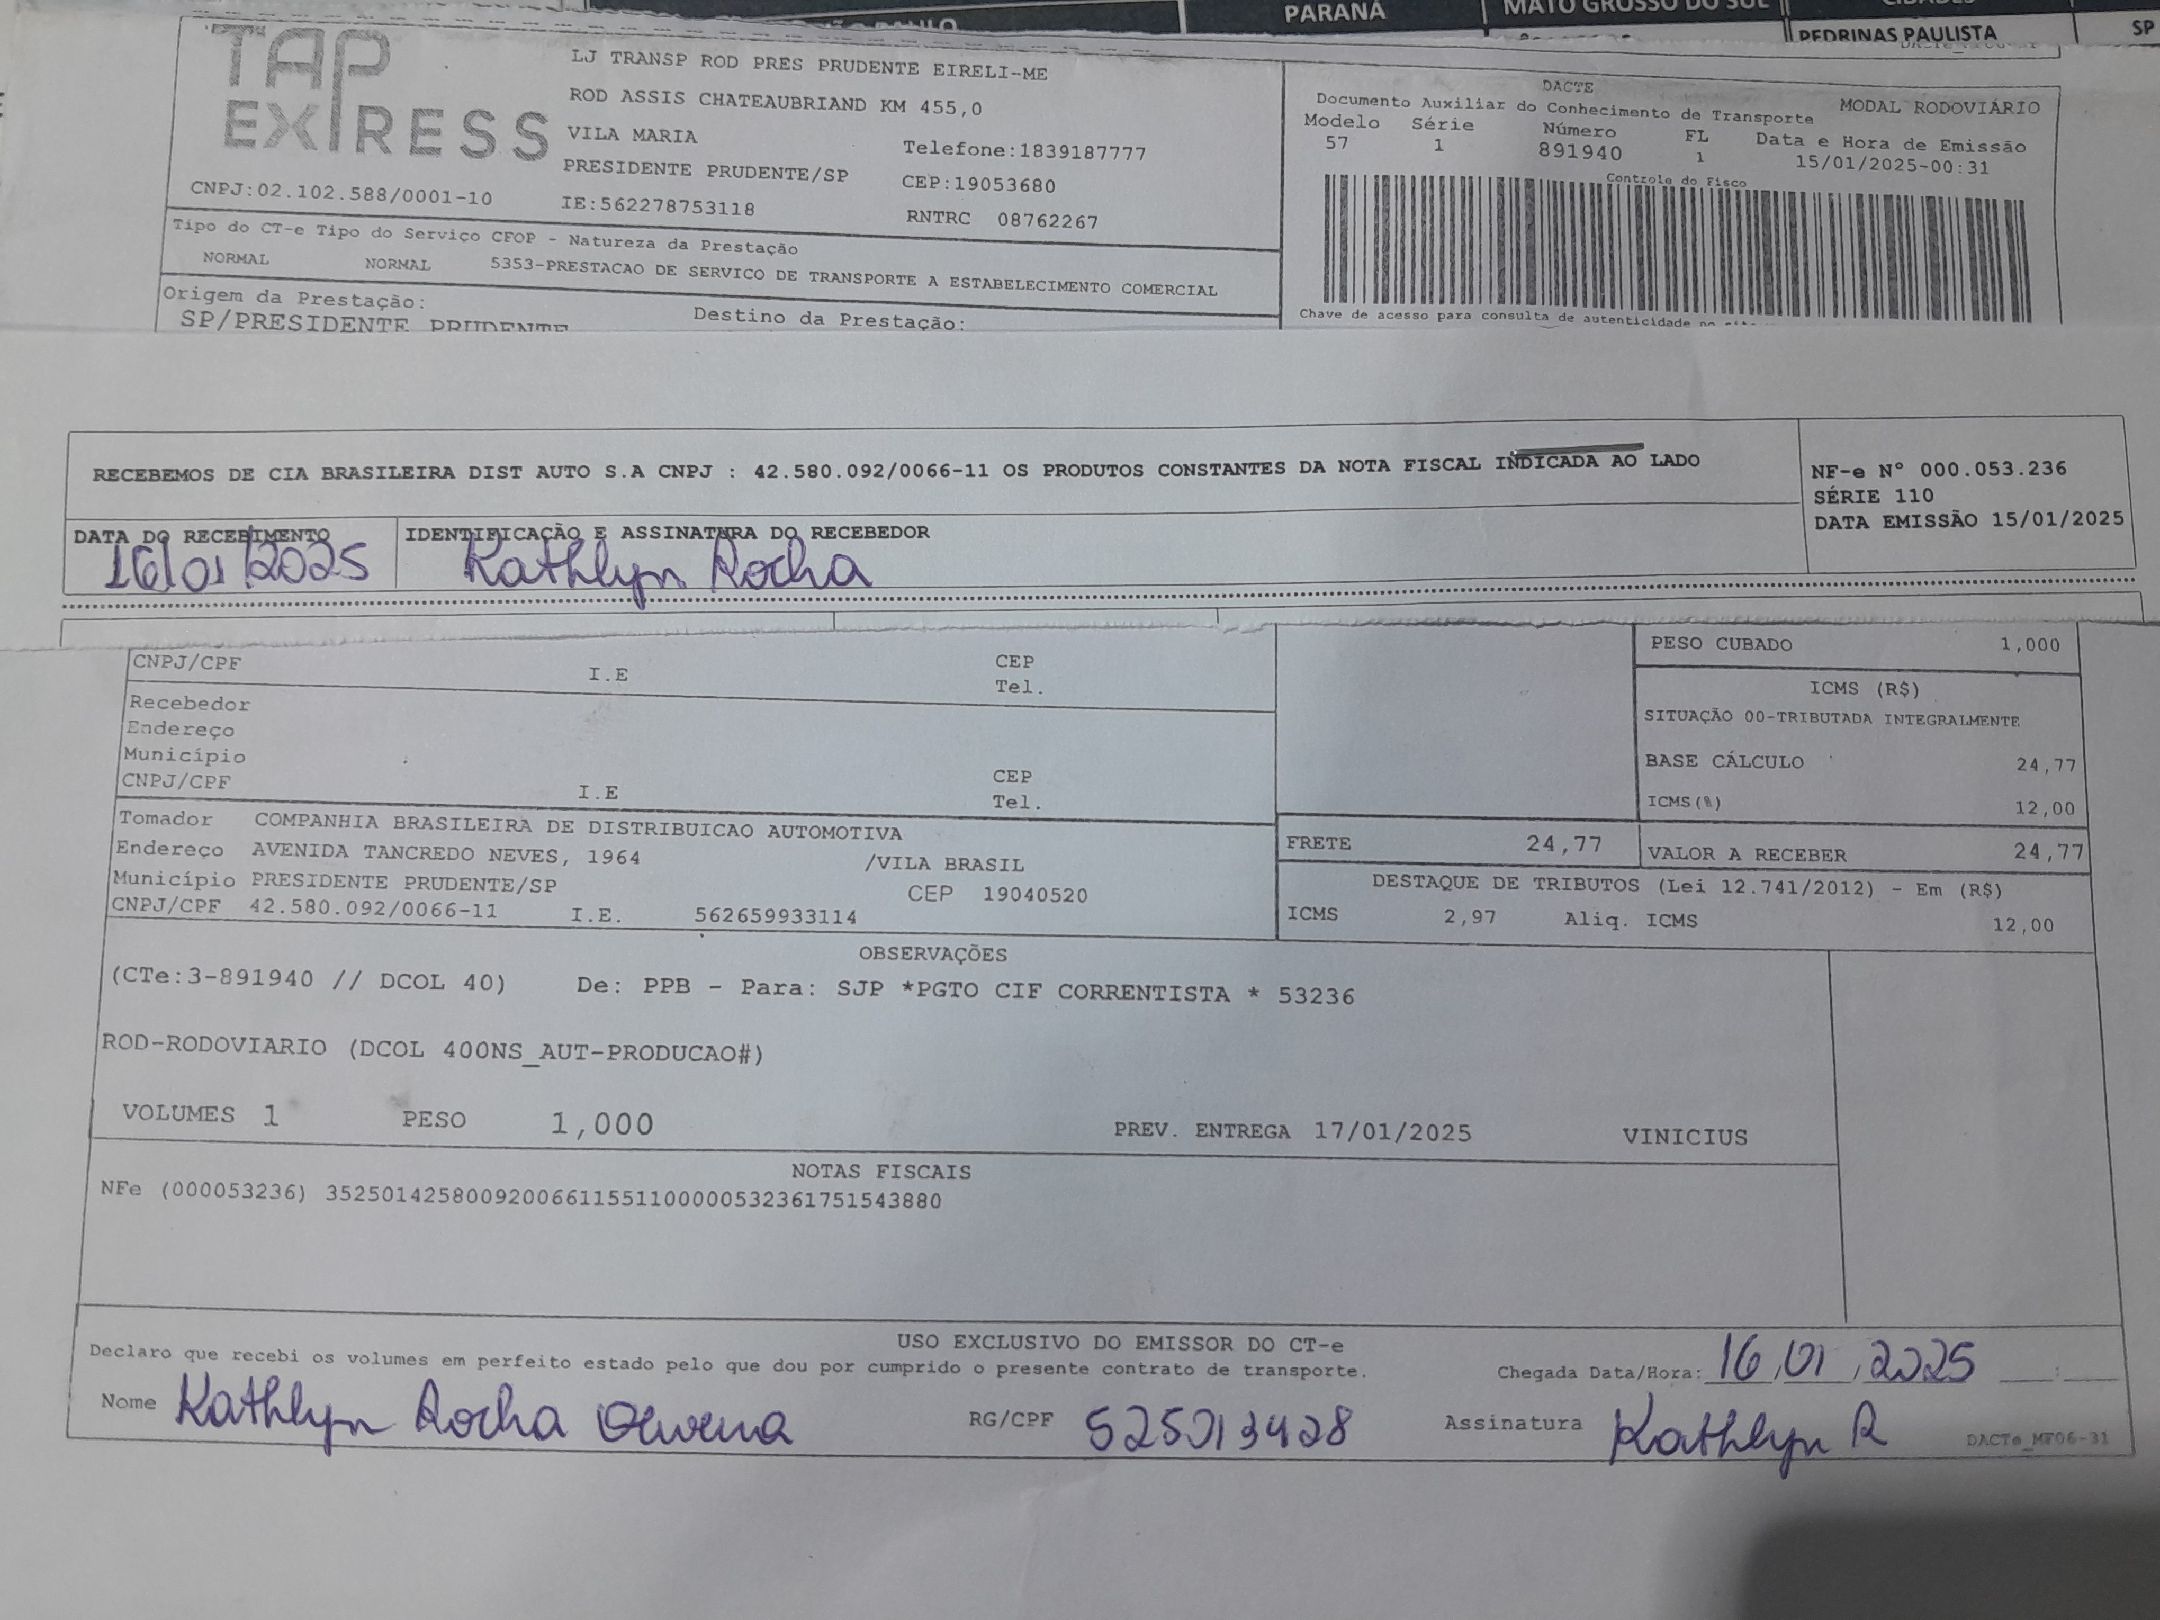 PARANÁ
MATO GROSSO DO SUL
PEDRINAS PAULISTA
SP
TAP EXPRESS
LJ TRANSP ROD PRES PRUDENTE EIRELI-ME
ROD ASSIS CHATEAUBRIAND KM 455,0
VILA MARIA
Telefone:1839187777
PRESIDENTE PRUDENTE/SP
CEP:19053680
CNPJ:02.102.588/0001-10
IE:562278753118
RNTRC 08762267
DACTE
Documento Auxiliar do Conhecimento de Transporte
MODAL RODOVIÁRIO
Modelo Série Número FL Data e Hora de Emissão
57 1 891940 1 15/01/2025-00:31
Controle do Fisco
Tipo do CT-e Tipo do Serviço CFOP - Natureza da Prestação
NORMAL NORMAL 5353-PRESTACAO DE SERVICO DE TRANSPORTE A ESTABELECIMENTO COMERCIAL
Origem da Prestação:
Destino da Prestação:
SP/PRESIDENTE PRUDENTE
Chave de acesso para consulta de autenticidade no
RECEBEMOS DE CIA BRASILEIRA DIST AUTO S.A CNPJ : 42.580.092/0066-11 OS PRODUTOS CONSTANTES DA NOTA FISCAL INDICADA AO LADO
NF-e N° 000.053.236
SÉRIE 110
DATA EMISSÃO 15/01/2025
DATA DO RECEBIMENTO
IDENTIFICAÇÃO E ASSINATURA DO RECEBEDOR
16/01/2025
Kathlyn Rocha
CNPJ/CPF I.E CEP
Tel.
Recebedor
Endereço
Município
CNPJ/CPF I.E CEP
Tel.
PESO CUBADO 1,000
ICMS (R$)
SITUAÇÃO 00-TRIBUTADA INTEGRALMENTE
BASE CÁLCULO 24,77
ICMS(%) 12,00
Tomador COMPANHIA BRASILEIRA DE DISTRIBUICAO AUTOMOTIVA
Endereço AVENIDA TANCREDO NEVES, 1964 /VILA BRASIL
Município PRESIDENTE PRUDENTE/SP CEP 19040520
CNPJ/CPF 42.580.092/0066-11 I.E. 562659933114
FRETE 24,77 VALOR A RECEBER 24,77
DESTAQUE DE TRIBUTOS (Lei 12.741/2012) - Em (R$)
ICMS 2,97 Aliq. ICMS 12,00
OBSERVAÇÕES
(CTe:3-891940 // DCOL 40) De: PPB - Para: SJP *PGTO CIF CORRENTISTA * 53236
ROD-RODOVIARIO (DCOL 400NS_AUT-PRODUCAO#)
VOLUMES 1 PESO 1,000 PREV. ENTREGA 17/01/2025 VINICIUS
NOTAS FISCAIS
NFe (000053236) 35250142580092006611551100000532361751543880
USO EXCLUSIVO DO EMISSOR DO CT-e
Declaro que recebi os volumes em perfeito estado pelo que dou por cumprido o presente contrato de transporte.
Chegada Data/Hora: 16/01/2025
Nome Kathlyn Rocha Oliveira RG/CPF 525013428 Assinatura Kathlyn R
DACTe_MF06-31